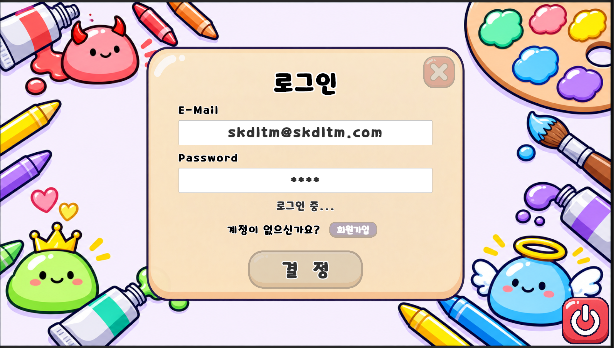 로그인
E-Mail
skditm@skditm.com
Password
****
로그인 중...
계정이 없으신가요? 회원가입
결 정